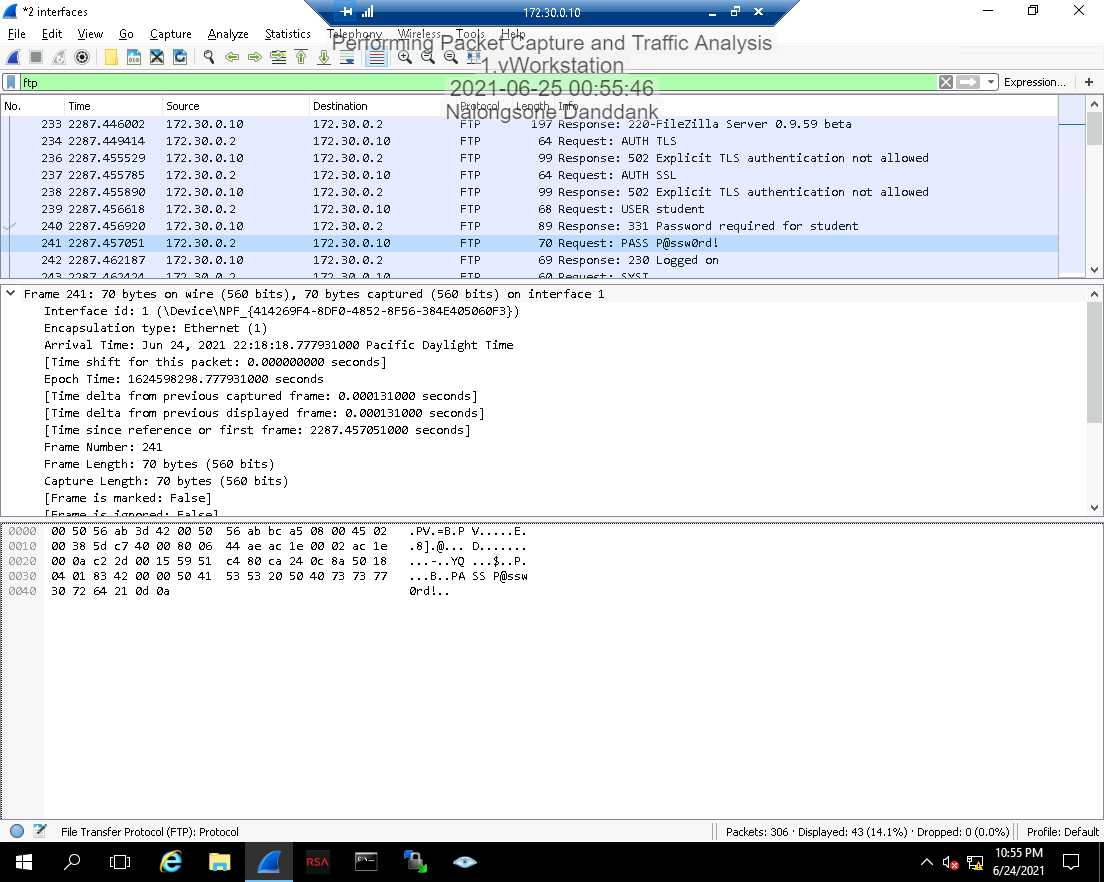 *2 interfaces
172.30.0.10
File Edit View Go Capture Analyze Statistics Telephony Wireless Tools Help
Performing Packet Capture and Traffic Analysis
1.vWorkstation
2021-06-25 00:55:46
Nalongsone Danddank
ftp
Expression...
No. Time Source Destination Protocol Length Info
233 2287.446002 172.30.0.10 172.30.0.2 FTP 197 Response: 220-FileZilla Server 0.9.59 beta
234 2287.449414 172.30.0.2 172.30.0.10 FTP 64 Request: AUTH TLS
236 2287.455529 172.30.0.10 172.30.0.2 FTP 99 Response: 502 Explicit TLS authentication not allowed
237 2287.455785 172.30.0.2 172.30.0.10 FTP 64 Request: AUTH SSL
238 2287.455890 172.30.0.10 172.30.0.2 FTP 99 Response: 502 Explicit TLS authentication not allowed
239 2287.456618 172.30.0.2 172.30.0.10 FTP 68 Request: USER student
240 2287.456920 172.30.0.10 172.30.0.2 FTP 89 Response: 331 Password required for student
241 2287.457051 172.30.0.2 172.30.0.10 FTP 70 Request: PASS P@ssw0rd!
242 2287.462187 172.30.0.10 172.30.0.2 FTP 69 Response: 230 Logged on
243 2287.462424 172.30.0.2 172.30.0.10 FTP 60 Request: SYST
Frame 241: 70 bytes on wire (560 bits), 70 bytes captured (560 bits) on interface 1
Interface id: 1 (\Device\NPF_{414269F4-8DF0-4852-8F56-384E405060F3})
Encapsulation type: Ethernet (1)
Arrival Time: Jun 24, 2021 22:18:18.777931000 Pacific Daylight Time
[Time shift for this packet: 0.000000000 seconds]
Epoch Time: 1624598298.777931000 seconds
[Time delta from previous captured frame: 0.000131000 seconds]
[Time delta from previous displayed frame: 0.000131000 seconds]
[Time since reference or first frame: 2287.457051000 seconds]
Frame Number: 241
Frame Length: 70 bytes (560 bits)
Capture Length: 70 bytes (560 bits)
[Frame is marked: False]
[Frame is ignored: False]
0000 00 50 56 ab 3d 42 00 50 56 ab bc a5 08 00 45 02 .PV.=B.P V.....E.
0010 00 38 5d c7 40 00 80 06 44 ae ac 1e 00 02 ac 1e .8].@... D.......
0020 00 0a c2 2d 00 15 59 51 c4 80 ca 24 0c 8a 50 18 ...-..YQ ...$..P.
0030 04 01 83 42 00 00 50 41 53 53 20 50 40 73 73 77 ...B..PA SS P@ssw
0040 30 72 64 21 0d 0a 0rd!..
File Transfer Protocol (FTP): Protocol
Packets: 306 · Displayed: 43 (14.1%) · Dropped: 0 (0.0%)
Profile: Default
RSA
10:55 PM
6/24/2021